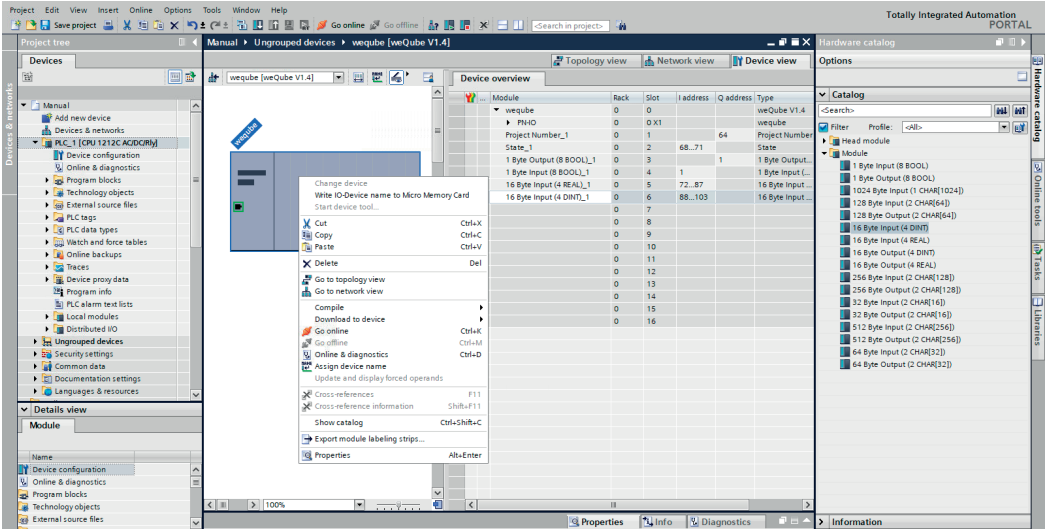 Project Edit View Insert Online Options Tools Window Help
Totally Integrated Automation
PORTAL
Save project Go online Go offline <Search in project>
Project tree
Manual Ungrouped devices weqube [weQube V1.4]
Hardware catalog
Devices
Topology view Network view Device view
Options
weqube [weQube V1.4]
Device overview
Manual
Add new device
Devices & networks
PLC_1 [CPU 1212C AC/DC/Rly]
Device configuration
Online & diagnostics
Program blocks
Technology objects
External source files
PLC tags
PLC data types
Watch and force tables
Online backups
Traces
Device proxy data
Program info
PLC alarm text lists
Local modules
Distributed I/O
Ungrouped devices
Security settings
Common data
Documentation settings
Languages & resources
Details view
Module
Name
Device configuration
Online & diagnostics
Program blocks
Technology objects
External source files
weqube
Change device
Write IO-Device name to Micro Memory Card
Start device tool...
Cut Ctrl+X
Copy Ctrl+C
Paste Ctrl+V
Delete Del
Go to topology view
Go to network view
Compile
Download to device
Go online Ctrl+K
Go offline Ctrl+M
Online & diagnostics Ctrl+D
Assign device name
Update and display forced operands
Cross-references F11
Cross-reference information Shift+F11
Show catalog Ctrl+Shift+C
Export module labeling strips...
Properties Alt+Enter
100%
... Module Rack Slot I address Q address Type
weqube 0 0 weQube V1.4
PN-IO 0 0 X1 weqube
Project Number_1 0 1 64 Project Number
State_1 0 2 68...71 State
1 Byte Output (8 BOOL)_1 0 3 1 1 Byte Output...
1 Byte Input (8 BOOL)_1 0 4 1 1 Byte Input (...
16 Byte Input (4 REAL)_1 0 5 72...87 16 Byte Input ...
16 Byte Input (4 DINT)_1 0 6 88...103 16 Byte Input ...
0 7
0 8
0 9
0 10
0 11
0 12
0 13
0 14
0 15
0 16
Properties Info Diagnostics
Catalog
<Search>
Filter Profile: <All>
Head module
Module
1 Byte Input (8 BOOL)
1 Byte Output (8 BOOL)
1024 Byte Input (1 CHAR[1024])
128 Byte Input (2 CHAR[64])
128 Byte Output (2 CHAR[64])
16 Byte Input (4 DINT)
16 Byte Input (4 REAL)
16 Byte Output (4 DINT)
16 Byte Output (4 REAL)
256 Byte Input (2 CHAR[128])
256 Byte Output (2 CHAR[128])
32 Byte Input (2 CHAR[16])
32 Byte Output (2 CHAR[16])
512 Byte Input (2 CHAR[256])
512 Byte Output (2 CHAR[256])
64 Byte Input (2 CHAR[32])
64 Byte Output (2 CHAR[32])
Information
Devices & networks
Hardware catalog
Online tools
Tasks
Libraries